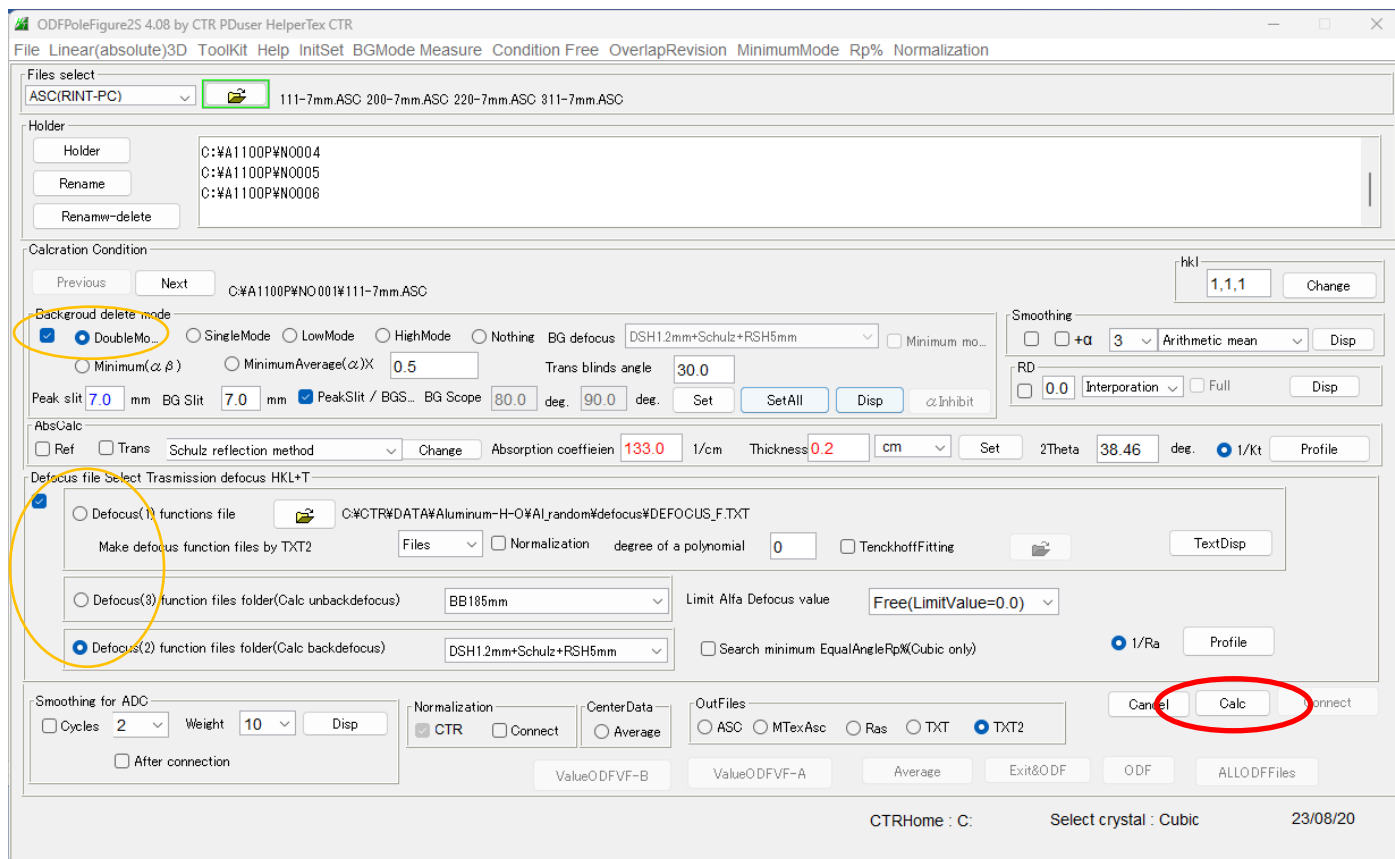 ODFPoleFigure2S 4.08 by CTR PDuser HelperTex CTR
File Linear(absolute)3D ToolKit Help InitSet BGMode Measure Condition Free OverlapRevision MinimumMode Rp% Normalization
Files select
ASC(RINT-PC) 111-7mm.ASC 200-7mm.ASC 220-7mm.ASC 311-7mm.ASC
Holder
Holder C:¥A1100P¥NO004
C:¥A1100P¥NO005
Rename C:¥A1100P¥NO006
Renamw-delete
Calcration Condition
hkl
Previous Next C:¥A1100P¥NO001¥111-7mm.ASC 1,1,1 Change
Backgroud delete mode Smoothing
DoubleMo... SingleMode LowMode HighMode Nothing BG defocus DSH1.2mm+Schulz+RSH5mm Minimum mo... +α 3 Arithmetic mean Disp
Minimum(αβ) MinimumAverage(α)X 0.5 Trans blinds angle 30.0 RD
0.0 Interporation Full Disp
Peak slit 7.0 mm BG Slit 7.0 mm PeakSlit / BGS... BG Scope 80.0 deg. 90.0 deg. Set SetAll Disp αInhibit
AbsCalc
Ref Trans Schulz reflection method Change Absorption coeffieien 133.0 1/cm Thickness 0.2 cm Set 2Theta 38.46 deg. 1/Kt Profile
Defocus file Select Trasmission defocus HKL+T
Defocus(1) functions file C:¥CTR¥DATA¥Aluminum-H-O¥Al_random¥defocus¥DEFOCUS_F.TXT
Make defocus function files by TXT2 Files Normalization degree of a polynomial 0 TenckhoffFitting TextDisp
Defocus(3) function files folder(Calc unbackdefocus) BB185mm Limit Alfa Defocus value Free(LimitValue=0.0)
Defocus(2) function files folder(Calc backdefocus) DSH1.2mm+Schulz+RSH5mm Search minimum EqualAngleRp%(Cubic only) 1/Ra Profile
Smoothing for ADC Normalization CenterData OutFiles Cancel Calc Connect
Cycles 2 Weight 10 Disp CTR Connect Average ASC MTexAsc Ras TXT TXT2
After connection
ValueODFVF-B ValueODFVF-A Average Exit&ODF ODF ALLODFFiles
CTRHome : C: Select crystal : Cubic 23/08/20